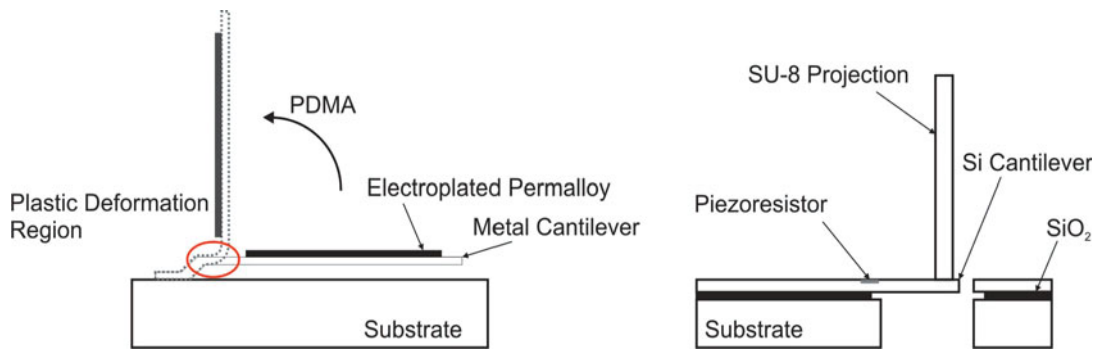 PDMA
Electroplated Permalloy
Plastic Deformation
Region
Metal Cantilever
Substrate
SU-8 Projection
Si Cantilever
Piezoresistor
SiO₂
Substrate